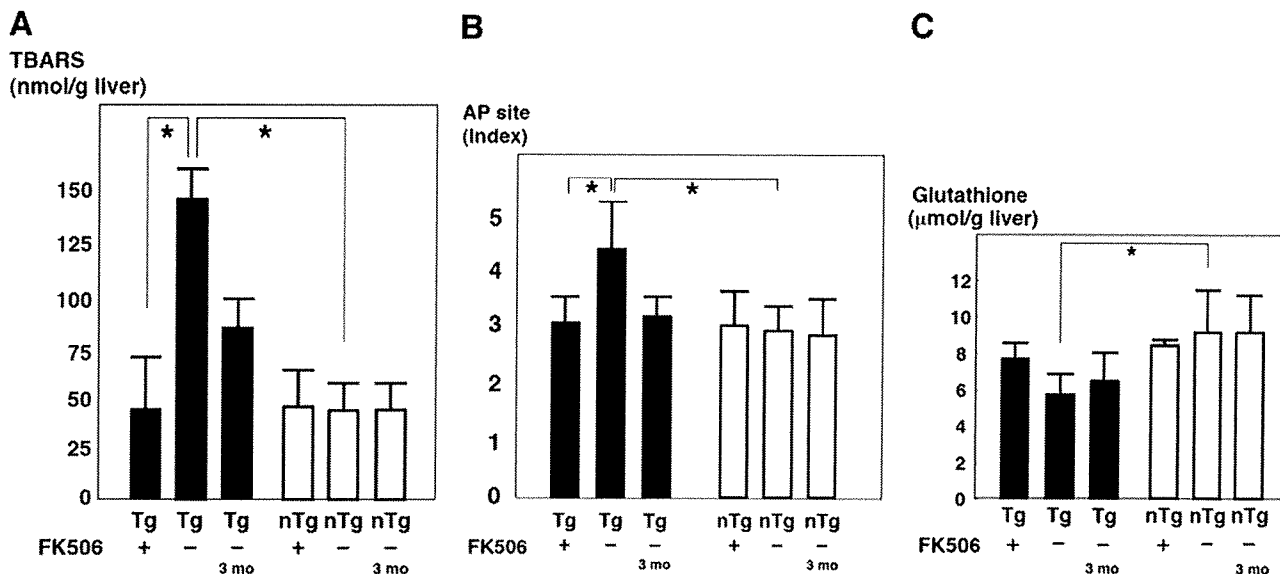 A
TBARS
(nmol/g liver)
* *
150
125
100
75
50
25
0
Tg Tg Tg nTg nTg nTg
FK506 + − − + − −
3 mo 3 mo
B
AP site
(Index)
* *
5
4
3
2
1
0
Tg Tg Tg nTg nTg nTg
+ − − + − −
3 mo 3 mo
C
Glutathione
(μmol/g liver)
*
12
10
8
6
4
2
0
Tg Tg Tg nTg nTg nTg
FK506 + − − + − −
3 mo 3 mo